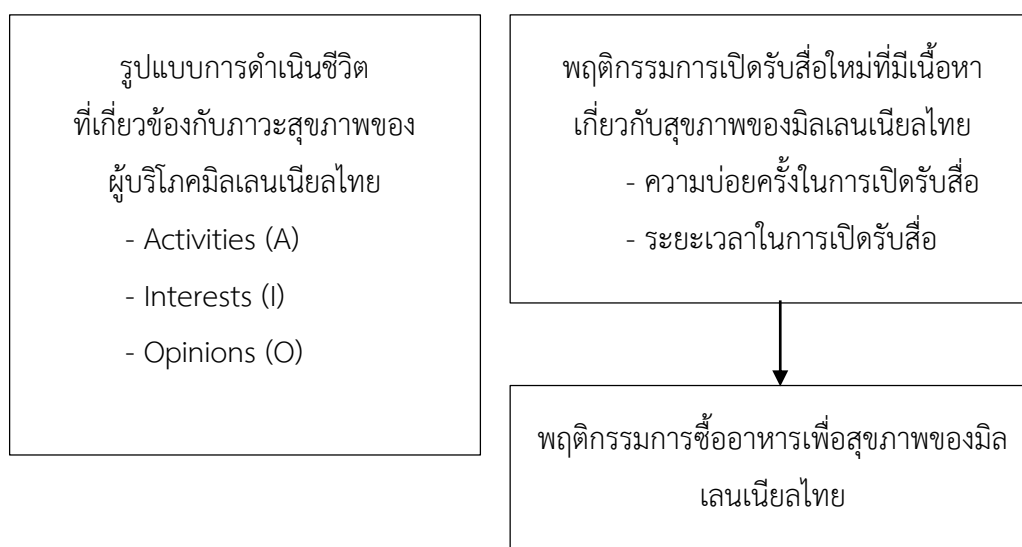 รูปแบบการดำเนินชีวิต
ที่เกี่ยวข้องกับภาวะสุขภาพของ
ผู้บริโภคมิลเลนเนียลไทย
- Activities (A)
- Interests (I)
- Opinions (O)
พฤติกรรมการเปิดรับสื่อใหม่ที่มีเนื้อหา
เกี่ยวกับสุขภาพของมิลเลนเนียลไทย
- ความบ่อยครั้งในการเปิดรับสื่อ
- ระยะเวลาในการเปิดรับสื่อ
พฤติกรรมการซื้ออาหารเพื่อสุขภาพของมิล
เลนเนียลไทย